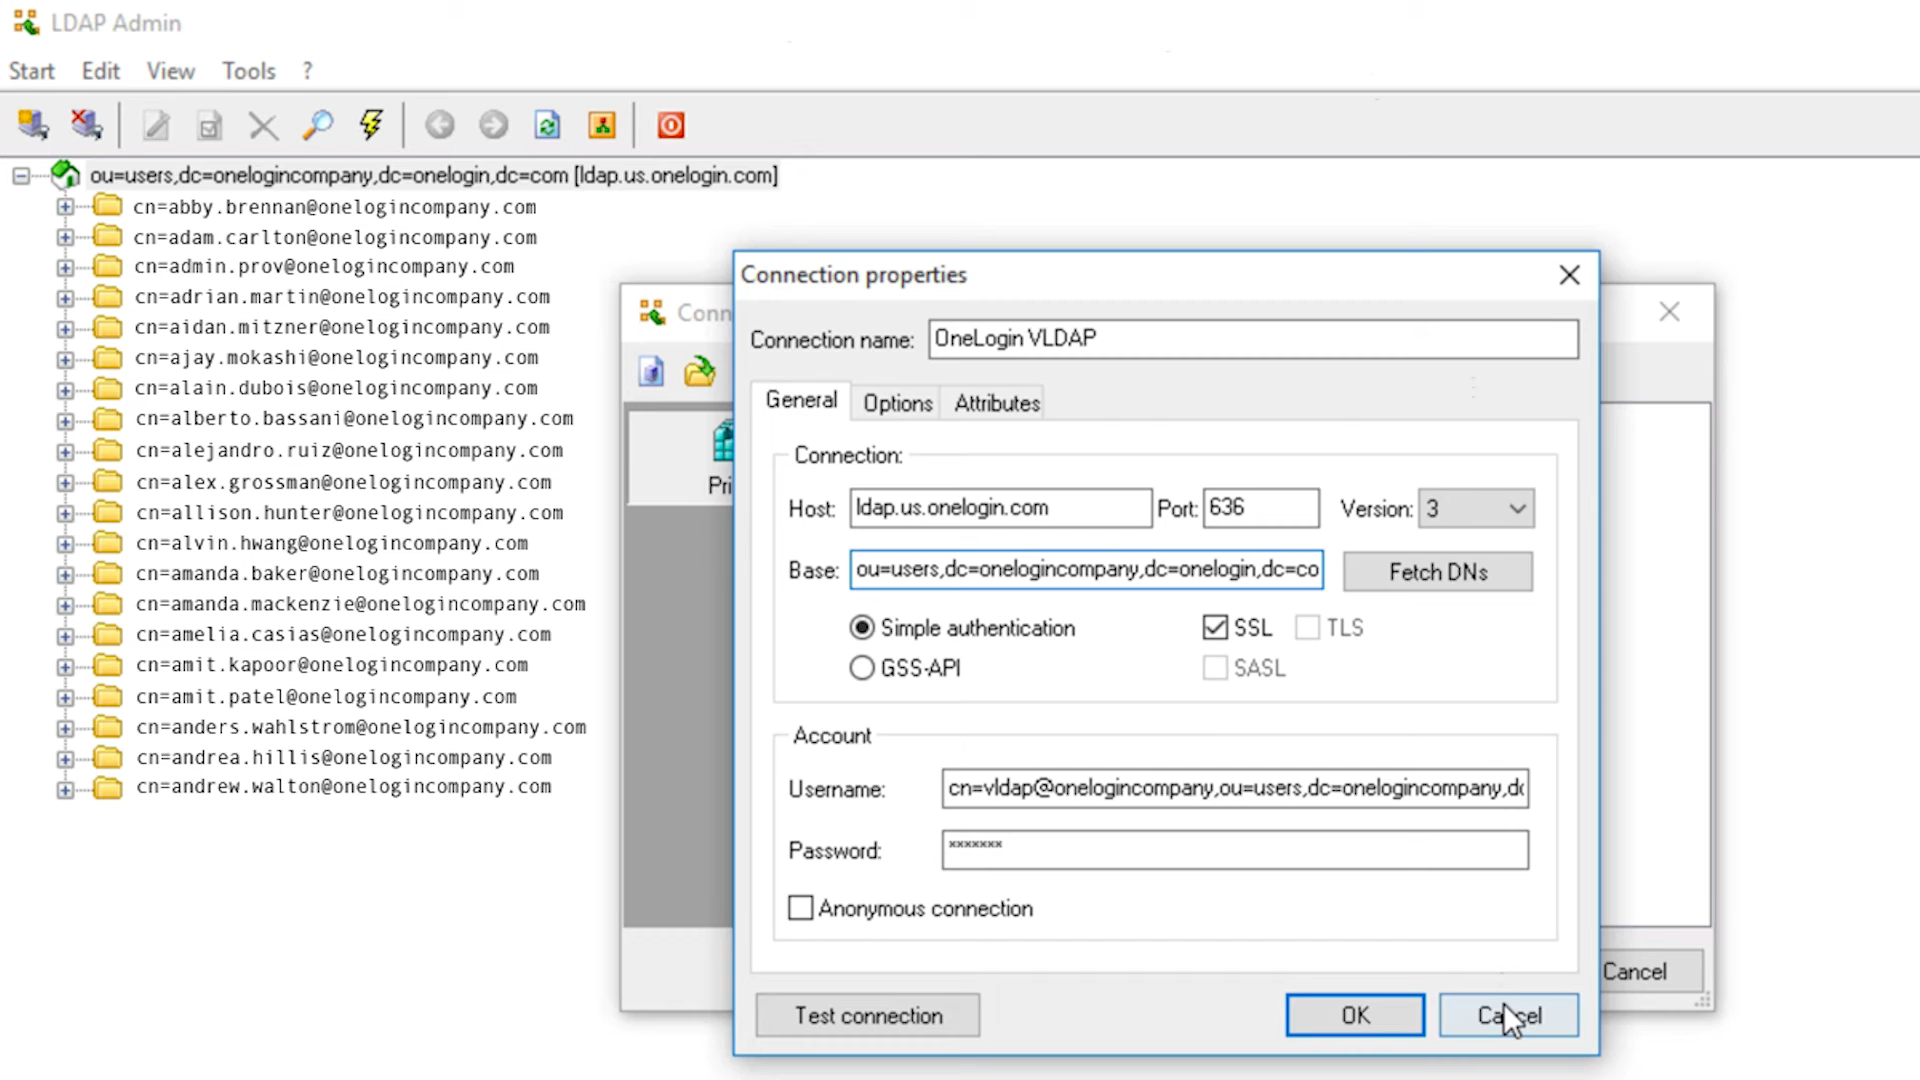 LDAP Admin
Start Edit View Tools ?
ou=users,dc=onelogincompany,dc=onelogin,dc=com [ldap.us.onelogin.com]
cn=abby.brennan@onelogincompany.com
cn=adam.carlton@onelogincompany.com
cn=admin.prov@onelogincompany.com
cn=adrian.martin@onelogincompany.com
cn=aidan.mitzner@onelogincompany.com
cn=ajay.mokashi@onelogincompany.com
cn=alain.dubois@onelogincompany.com
cn=alberto.bassani@onelogincompany.com
cn=alejandro.ruiz@onelogincompany.com
cn=alex.grossman@onelogincompany.com
cn=allison.hunter@onelogincompany.com
cn=alvin.hwang@onelogincompany.com
cn=amanda.baker@onelogincompany.com
cn=amanda.mackenzie@onelogincompany.com
cn=amelia.casias@onelogincompany.com
cn=amit.kapoor@onelogincompany.com
cn=amit.patel@onelogincompany.com
cn=anders.wahlstrom@onelogincompany.com
cn=andrea.hillis@onelogincompany.com
cn=andrew.walton@onelogincompany.com
Conn
Pri
Cancel
Connection properties
Connection name: OneLogin VLDAP
General Options Attributes
Connection:
Host: ldap.us.onelogin.com Port: 636 Version: 3
Base: ou=users,dc=onelogincompany,dc=onelogin,dc=co Fetch DNs
Simple authentication SSL TLS
GSS-API SASL
Account
Username: cn=vldap@onelogincompany,ou=users,dc=onelogincompany,dc
Password: *******
Anonymous connection
Test connection OK Cancel